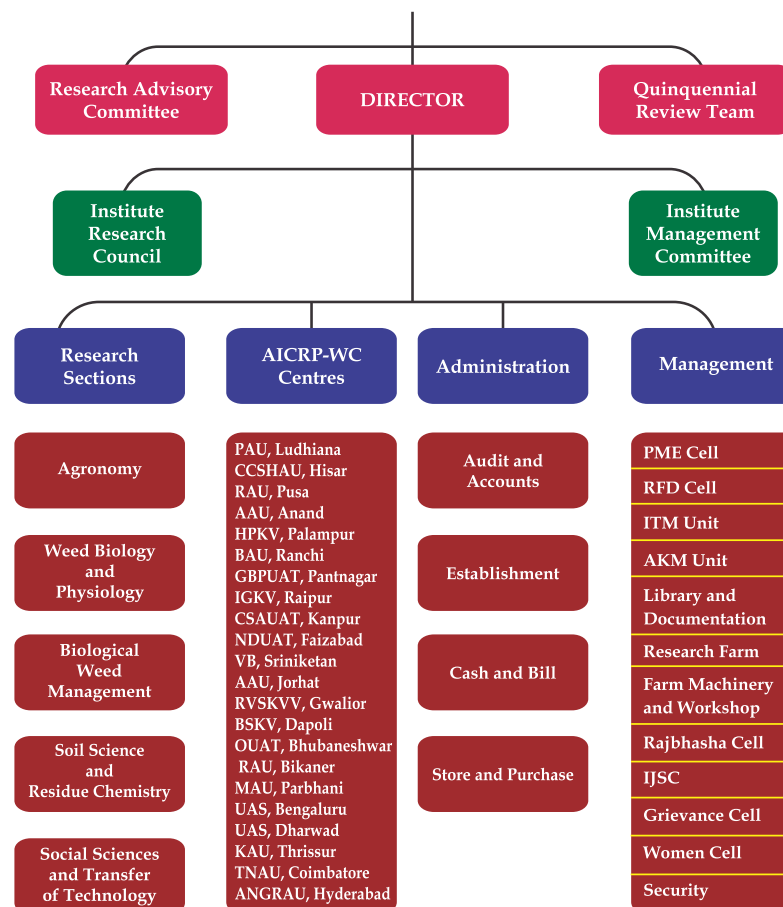 Research Advisory
Committee
DIRECTOR
Quinquennial
Review Team
Institute
Research
Council
Institute
Management
Committee
Research
Sections
AICRP-WC
Centres
Administration
Management
Agronomy
Weed Biology
and
Physiology
Biological
Weed
Management
Soil Science
and
Residue Chemistry
Social Sciences
and Transfer
of Technology
PAU, Ludhiana
CCSHAU, Hisar
RAU, Pusa
AAU, Anand
HPKV, Palampur
BAU, Ranchi
GBPUAT, Pantnagar
IGKV, Raipur
CSAUAT, Kanpur
NDUAT, Faizabad
VB, Sriniketan
AAU, Jorhat
RVSKVV, Gwalior
BSKV, Dapoli
OUAT, Bhubaneshwar
RAU, Bikaner
MAU, Parbhani
UAS, Bengaluru
UAS, Dharwad
KAU, Thrissur
TNAU, Coimbatore
ANGRAU, Hyderabad
Audit and
Accounts
Establishment
Cash and Bill
Store and Purchase
PME Cell
RFD Cell
ITM Unit
AKM Unit
Library and
Documentation
Research Farm
Farm Machinery
and Workshop
Rajbhasha Cell
IJSC
Grievance Cell
Women Cell
Security